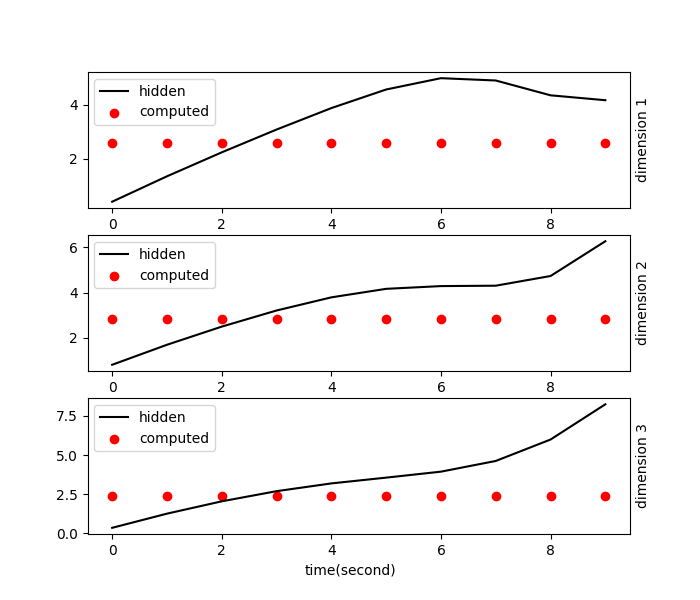 hidden
computed
4
2
0 2 4 6 8
dimension 1
hidden
computed
6
4
2
0 2 4 6 8
dimension 2
hidden
computed
7.5
5.0
2.5
0.0
0 2 4 6 8
dimension 3
time(second)